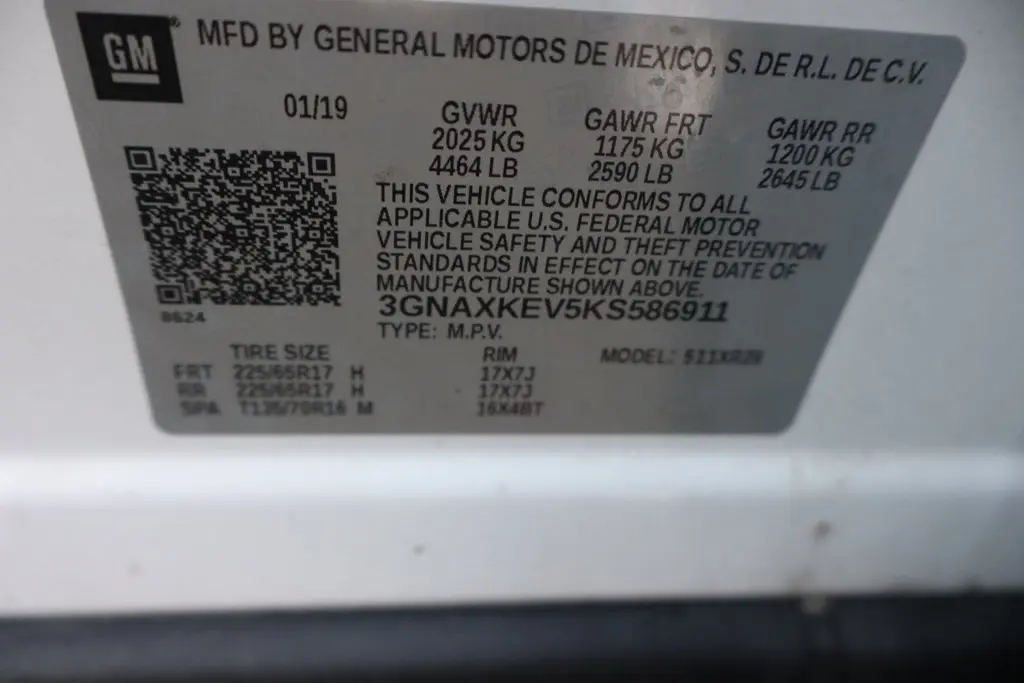 GM MFD BY GENERAL MOTORS DE MEXICO, S. DE R.L. DE C.V.
01/19 GVWR GAWR FRT GAWR RR
2025 KG 1175 KG 1200 KG
4464 LB 2590 LB 2645 LB
THIS VEHICLE CONFORMS TO ALL
APPLICABLE U.S. FEDERAL MOTOR
VEHICLE SAFETY AND THEFT PREVENTION
STANDARDS IN EFFECT ON THE DATE OF
MANUFACTURE SHOWN ABOVE.
3GNAXKEV5KS586911
8624
TYPE: M.P.V.
TIRE SIZE RIM MODEL:
FRT 225/65R17 H 17X7J
RR 225/65R17 H 17X7J
SPA T135/70R16 M 16X4BT